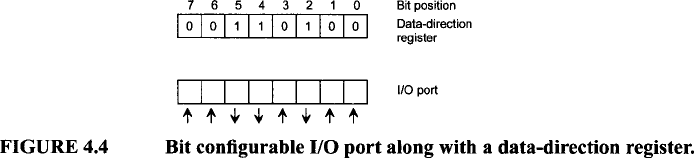 7 6 5 4 3 2 1 0 Bit position
0 0 1 1 0 1 0 0 Data-direction
register
I/O port
FIGURE 4.4 Bit configurable I/O port along with a data-direction register.